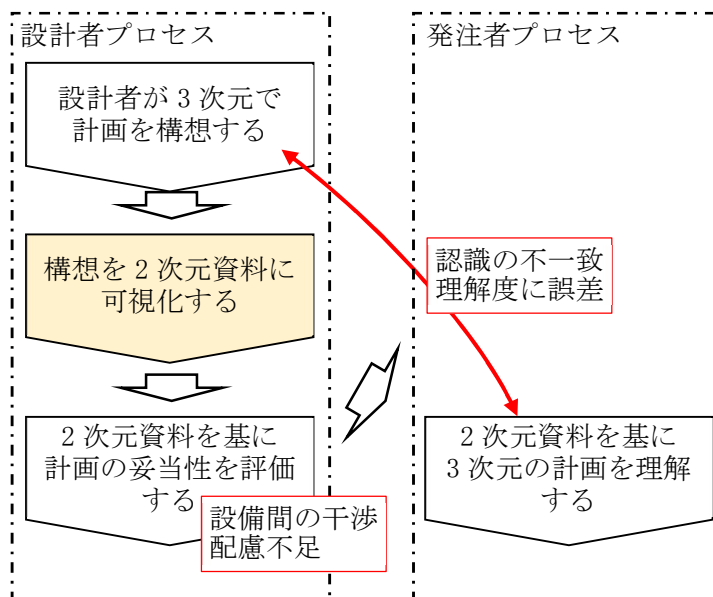 設計者プロセス
設計者が3次元で
計画を構想する
構想を2次元資料に
可視化する
2次元資料を基に
計画の妥当性を評価
する
設備間の干渉
配慮不足
発注者プロセス
認識の不一致
理解度に誤差
2次元資料を基に
3次元の計画を理解
する